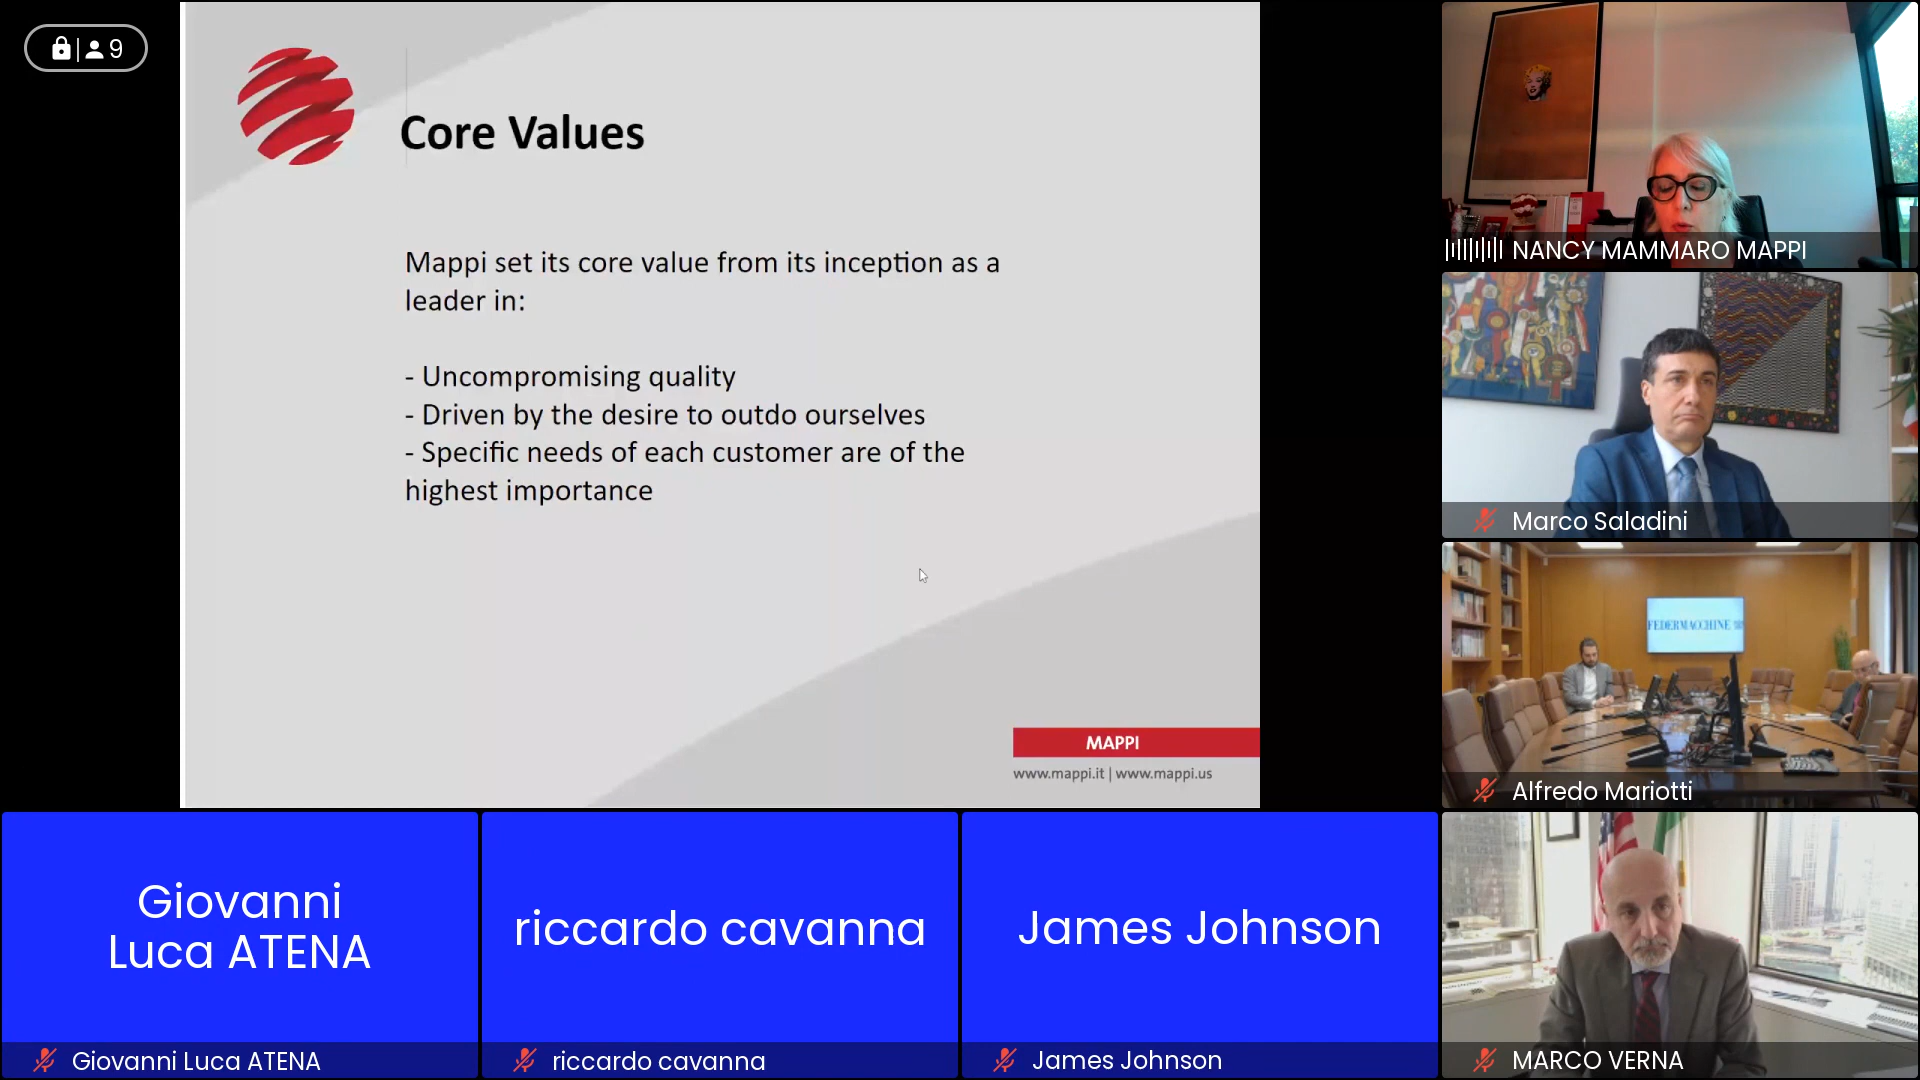 9
Core Values
Mappi set its core value from its inception as a
leader in:
- Uncompromising quality
- Driven by the desire to outdo ourselves
- Specific needs of each customer are of the
highest importance
MAPPI
www.mappi.it | www.mappi.us
NANCY MAMMARO MAPPI
Marco Saladini
FEDERMACCHINE
Alfredo Mariotti
Giovanni
Luca ATENA
Giovanni Luca ATENA
riccardo cavanna
riccardo cavanna
James Johnson
James Johnson
MARCO VERNA